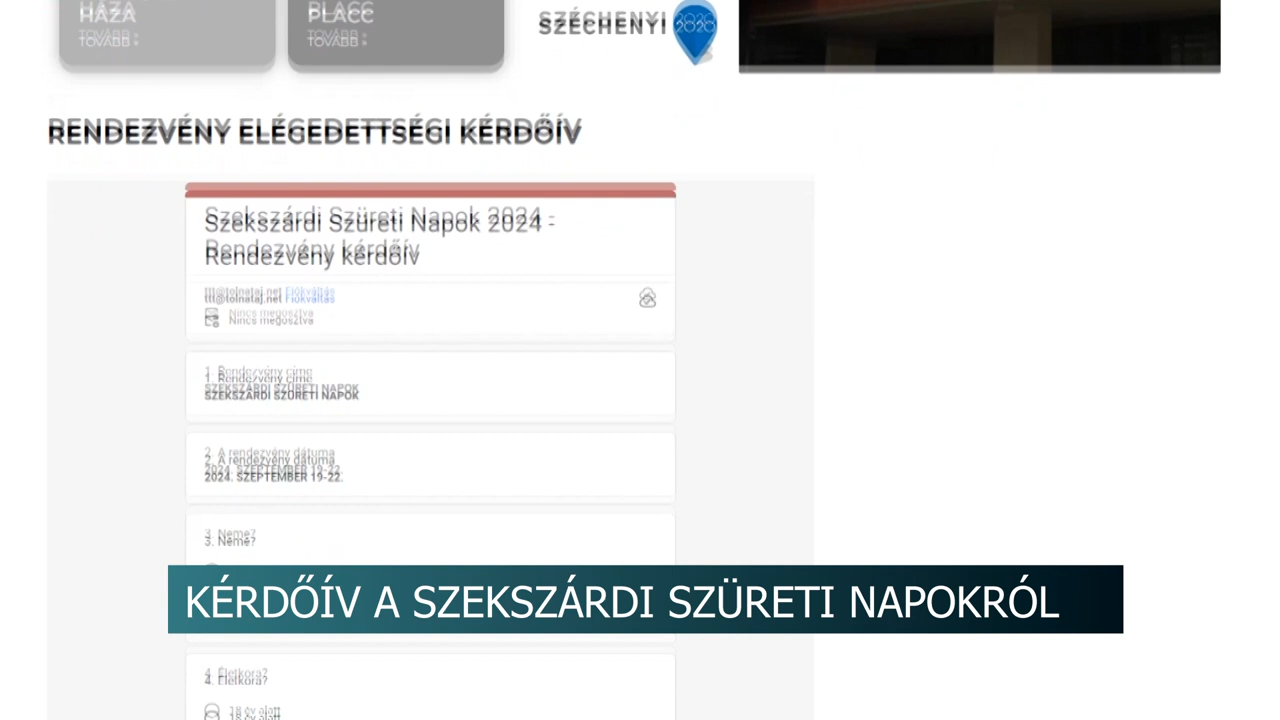 HÁZA
TOVÁBB »
PLACC
TOVÁBB »
SZÉCHENYI 2020
RENDEZVÉNY ELÉGEDETTSÉGI KÉRDŐÍV
Szekszárdi Szüreti Napok 2024 -
Rendezvény kérdőív
ttt@tolnataj.net Fiókváltás
Nincs megosztva
1. Rendezvény címe
SZEKSZÁRDI SZÜRETI NAPOK
2. A rendezvény dátuma
2024. SZEPTEMBER 19-22.
3. Neme?
KÉRDŐÍV A SZEKSZÁRDI SZÜRETI NAPOKRÓL
4. Életkora?
18 év alatt